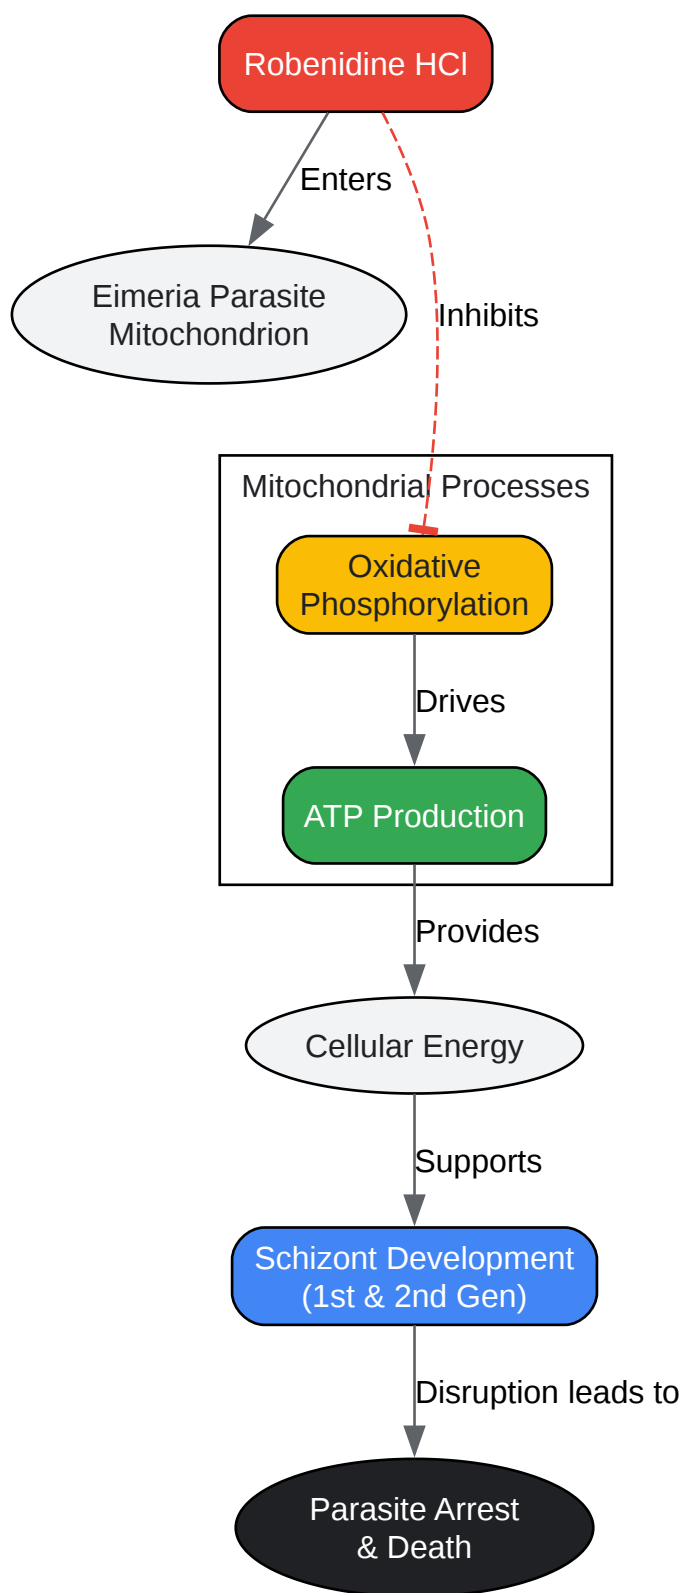 Robenidine HCl
Enters
Eimeria Parasite
Mitochondrion
Inhibits
Mitochondrial Processes
Oxidative
Phosphorylation
Drives
ATP Production
Provides
Cellular Energy
Supports
Schizont Development
(1st & 2nd Gen)
Disruption leads to
Parasite Arrest
& Death